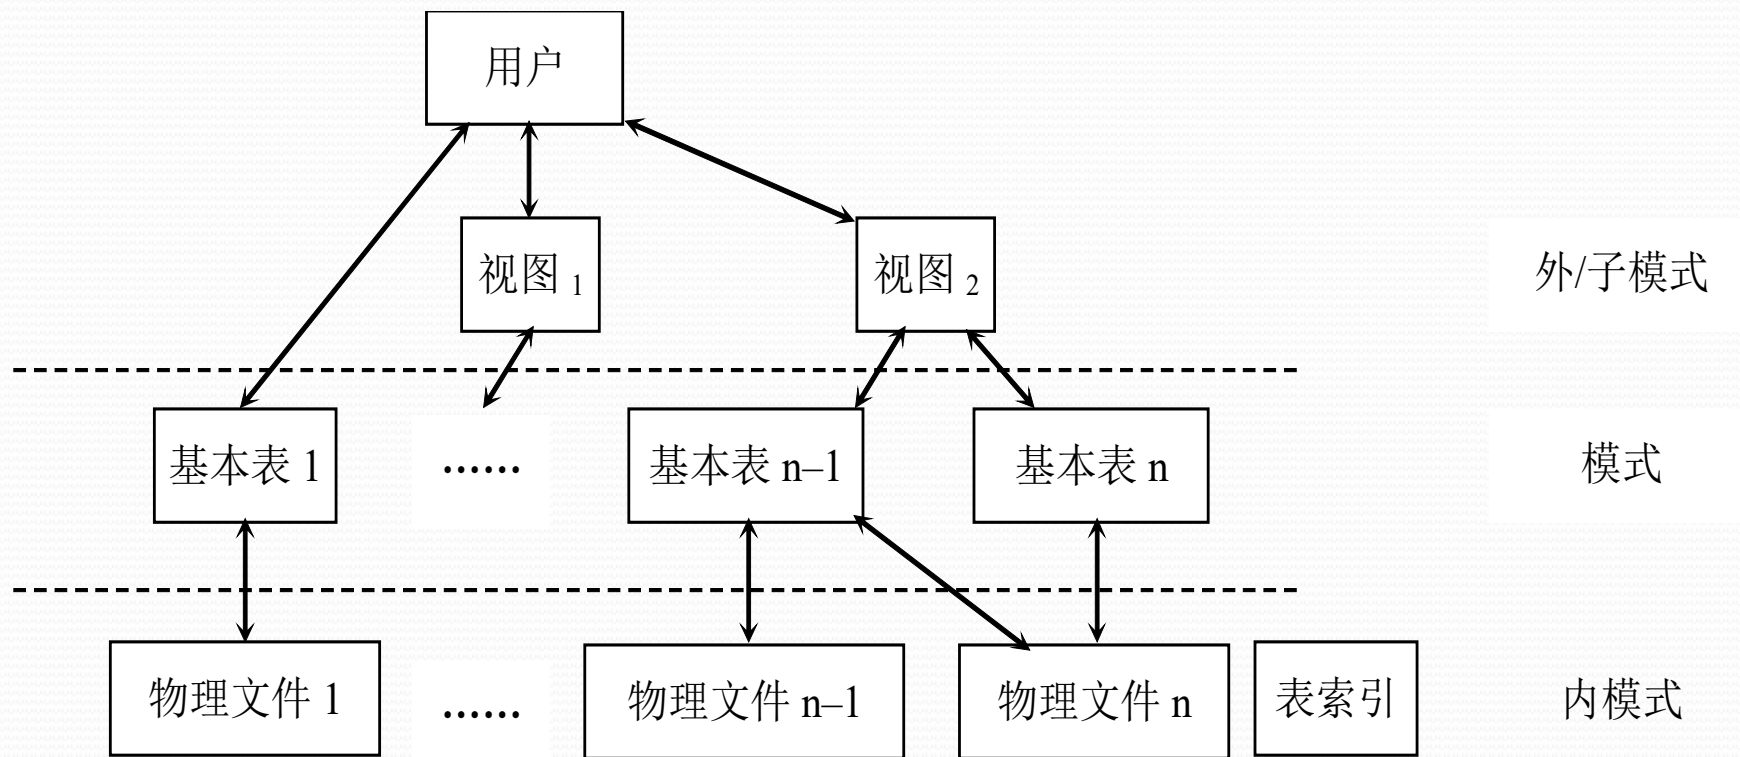 用户
视图 1
视图 2
外/子模式
基本表 1
······
基本表 n–1
基本表 n
模式
物理文件 1
······
物理文件 n–1
物理文件 n
表索引
内模式